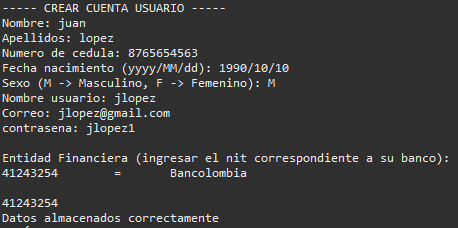 ----- CREAR CUENTA USUARIO -----
Nombre: juan
Apellidos: lopez
Numero de cedula: 8765654563
Fecha nacimiento (yyyy/MM/dd): 1990/10/10
Sexo (M -> Masculino, F -> Femenino): M
Nombre usuario: jlopez
Correo: jlopez@gmail.com
contrasena: jlopez1

Entidad Financiera (ingresar el nit correspondiente a su banco):
41243254 = Bancolombia

41243254
Datos almacenados correctamente